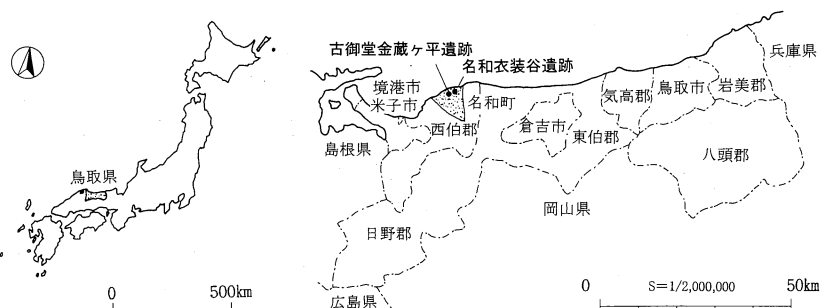 古御堂金蔵ヶ平遺跡
名和衣装谷遺跡
兵庫県
境港市
米子市
名和町
気高郡
鳥取市
岩美郡
西伯郡
倉吉市
東伯郡
島根県
八頭郡
鳥取県
岡山県
日野郡
広島県
0 500km
0 S=1/2,000,000 50km